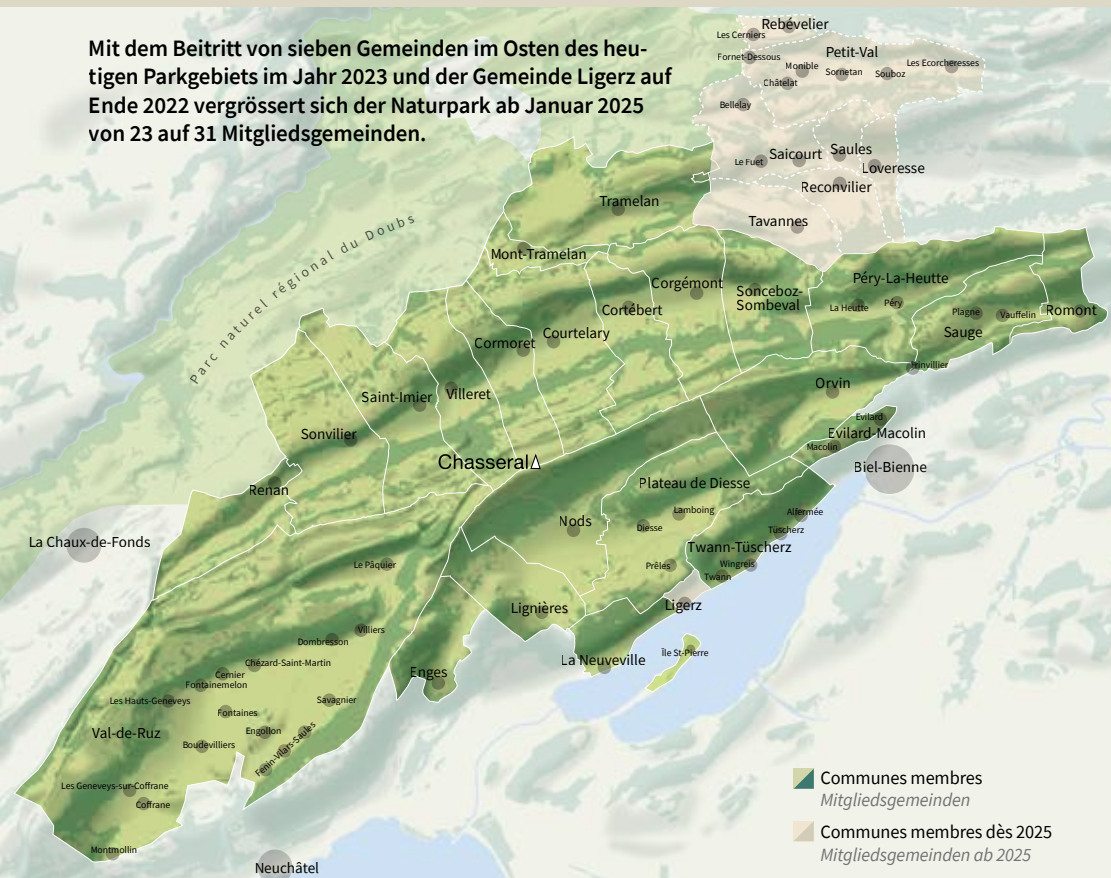 Mit dem Beitritt von sieben Gemeinden im Osten des heu-
tigen Parkgebiets im Jahr 2023 und der Gemeinde Ligerz auf
Ende 2022 vergrössert sich der Naturpark ab Januar 2025
von 23 auf 31 Mitgliedsgemeinden.
Rebévelier
Les Cerniers
Petit-Val
Fornet-Dessous
Monible
Les Ecorcheresses
Sornetan
Souboz
Châtelat
Bellelay
Saules
Saicourt
Le Fuet
Loveresse
Reconvilier
Tavannes
Tramelan
Parc naturel régional du Doubs
Mont-Tramelan
Corgémont
Sonceboz-
Sombeval
Péry-La-Heutte
La Heutte
Péry
Cortébert
Plagne
Vauffelin
Romont
Sauge
Courtelary
Cormoret
Frinvillier
Orvin
Saint-Imier
Villeret
Evilard
Evilard-Macolin
Sonvilier
Macolin
Chasseral
Biel-Bienne
Renan
Plateau de Diesse
Lamboing
Alfermée
Nods
Diesse
Tüscherz
La Chaux-de-Fonds
Twann-Tüscherz
Le Pâquier
Prêles
Wingreis
Twann
Lignières
Ligerz
Villiers
Dombresson
Île St-Pierre
La Neuveville
Chézard-Saint-Martin
Enges
Cernier
Fontainemelon
Les Hauts-Geneveys
Savagnier
Fontaines
Val-de-Ruz
Engollon
Boudevilliers
Fenin-Vilars-Saules
Les Geneveys-sur-Coffrane
Coffrane
Montmollin
Neuchâtel
Communes membres
Mitgliedsgemeinden
Communes membres dès 2025
Mitgliedsgemeinden ab 2025